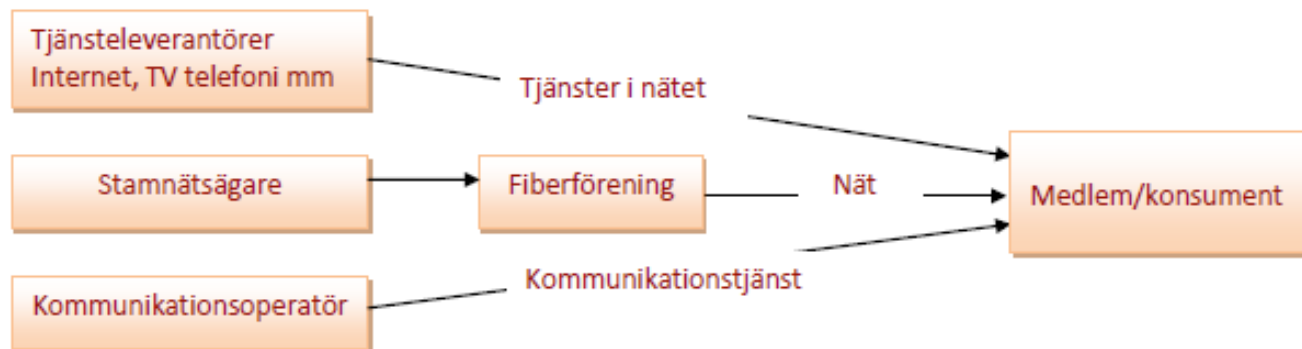 Tjänsteleverantörer
Internet, TV telefoni mm
Tjänster i nätet
Stamnätsägare
Fiberförening
Nät
Medlem/konsument
Kommunikationsoperatör
Kommunikationstjänst